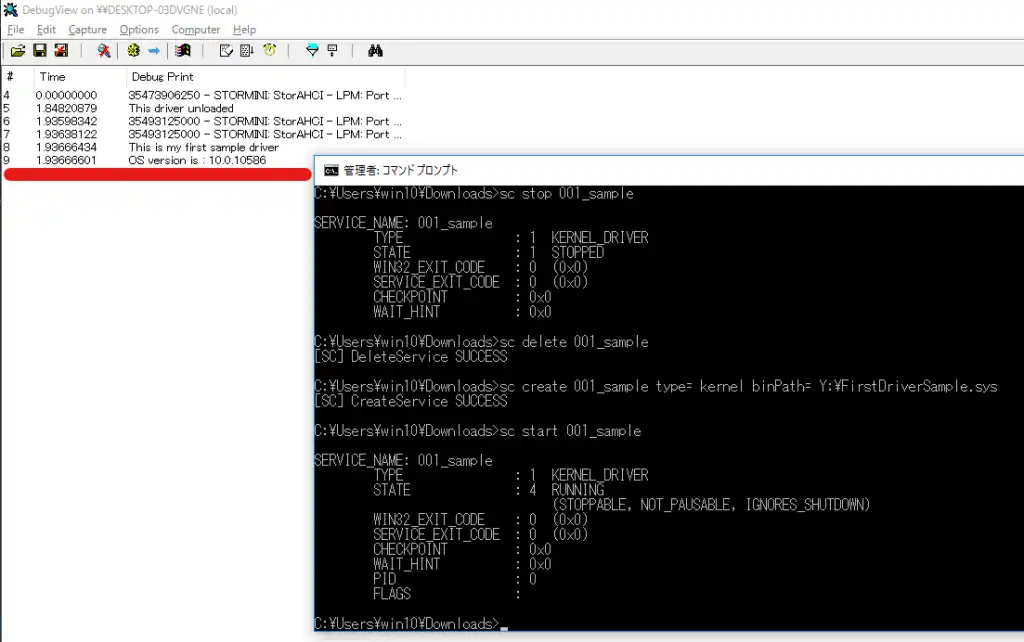 DebugView on ¥¥DESKTOP-03DVGNE (local)
File Edit Capture Options Computer Help
# Time Debug Print
4 0.00000000 35473906250 - STORMINI: StorAHCI - LPM: Port ...
5 1.84820879 This driver unloaded
6 1.93598342 35493125000 - STORMINI: StorAHCI - LPM: Port ...
7 1.93638122 35493125000 - STORMINI: StorAHCI - LPM: Port ...
8 1.93666434 This is my first sample driver
9 1.93666601 OS version is : 10.0.10586
管理者: コマンド プロンプト
C:¥Users¥win10¥Downloads>sc stop 001_sample
SERVICE_NAME: 001_sample
TYPE : 1 KERNEL_DRIVER
STATE : 1 STOPPED
WIN32_EXIT_CODE : 0 (0x0)
SERVICE_EXIT_CODE : 0 (0x0)
CHECKPOINT : 0x0
WAIT_HINT : 0x0
C:¥Users¥win10¥Downloads>sc delete 001_sample
[SC] DeleteService SUCCESS
C:¥Users¥win10¥Downloads>sc create 001_sample type= kernel binPath= Y:¥FirstDriverSample.sys
[SC] CreateService SUCCESS
C:¥Users¥win10¥Downloads>sc start 001_sample
SERVICE_NAME: 001_sample
TYPE : 1 KERNEL_DRIVER
STATE : 4 RUNNING
(STOPPABLE, NOT_PAUSABLE, IGNORES_SHUTDOWN)
WIN32_EXIT_CODE : 0 (0x0)
SERVICE_EXIT_CODE : 0 (0x0)
CHECKPOINT : 0x0
WAIT_HINT : 0x0
PID : 0
FLAGS :
C:¥Users¥win10¥Downloads>_